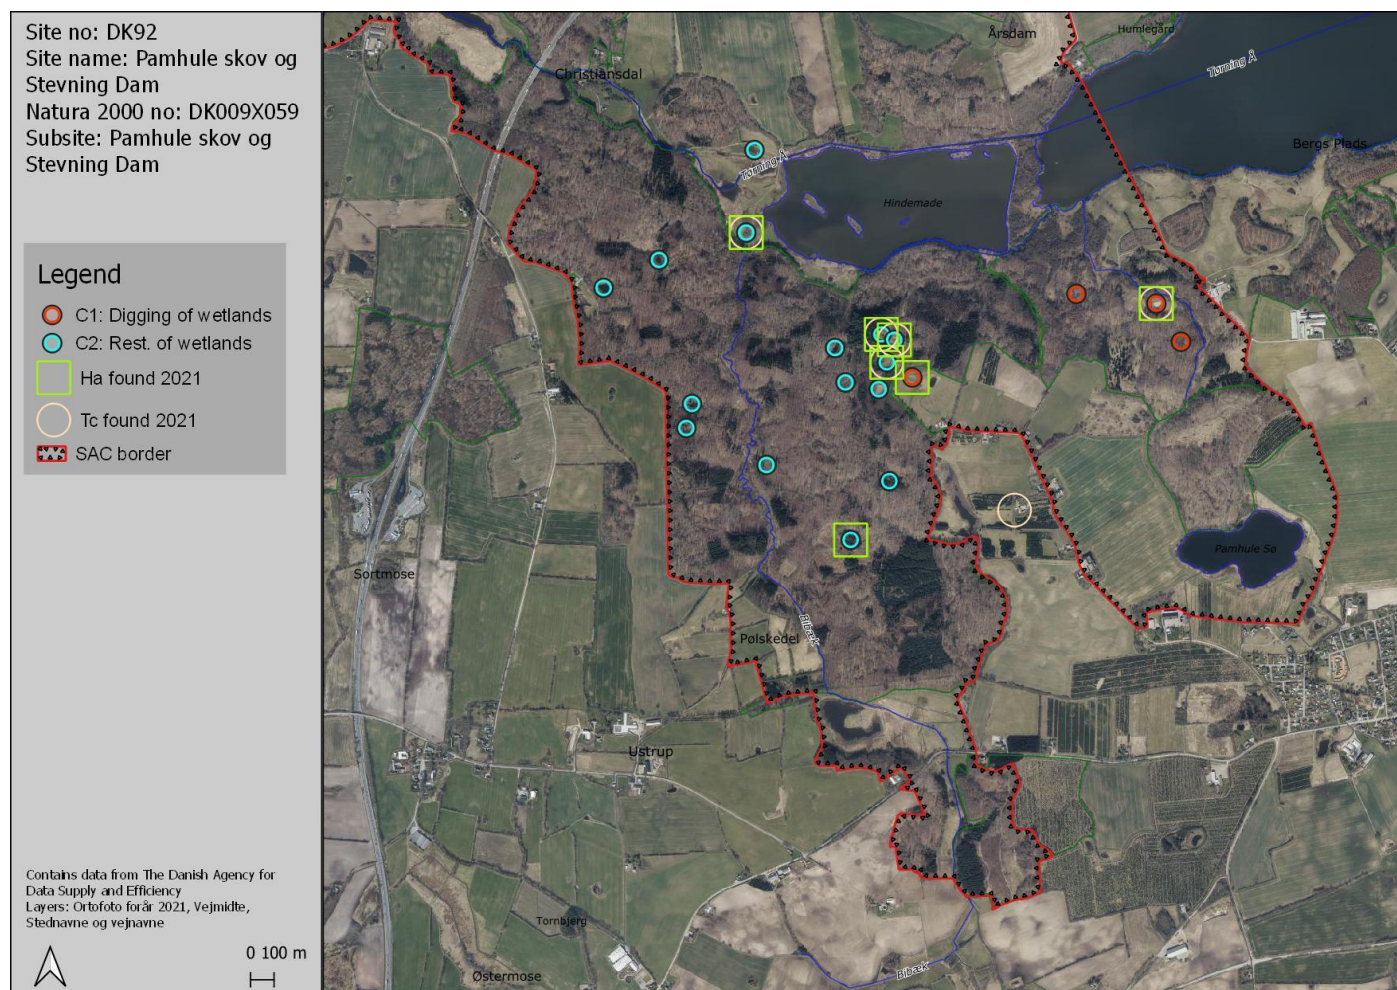 Site no: DK92
Site name: Pamhule skov og
Stevning Dam
Natura 2000 no: DK009X059
Subsite: Pamhule skov og
Stevning Dam
Legend
C1: Digging of wetlands
C2: Rest. of wetlands
Ha found 2021
Tc found 2021
SAC border
Contains data from The Danish Agency for
Data Supply and Efficiency
Layers: Ortofoto forår 2021, Vejmidte,
Stednavne og vejnavne
0 100 m
Årsdam
Humlegård
Christiansdal
Tørning Å
Bergs Plads
Tørning Å
Hindemade
Pamhule Sø
Sortmose
Bibæk
Pølskedel
Ustrup
Tornbjerg
Østermose
Bibæk